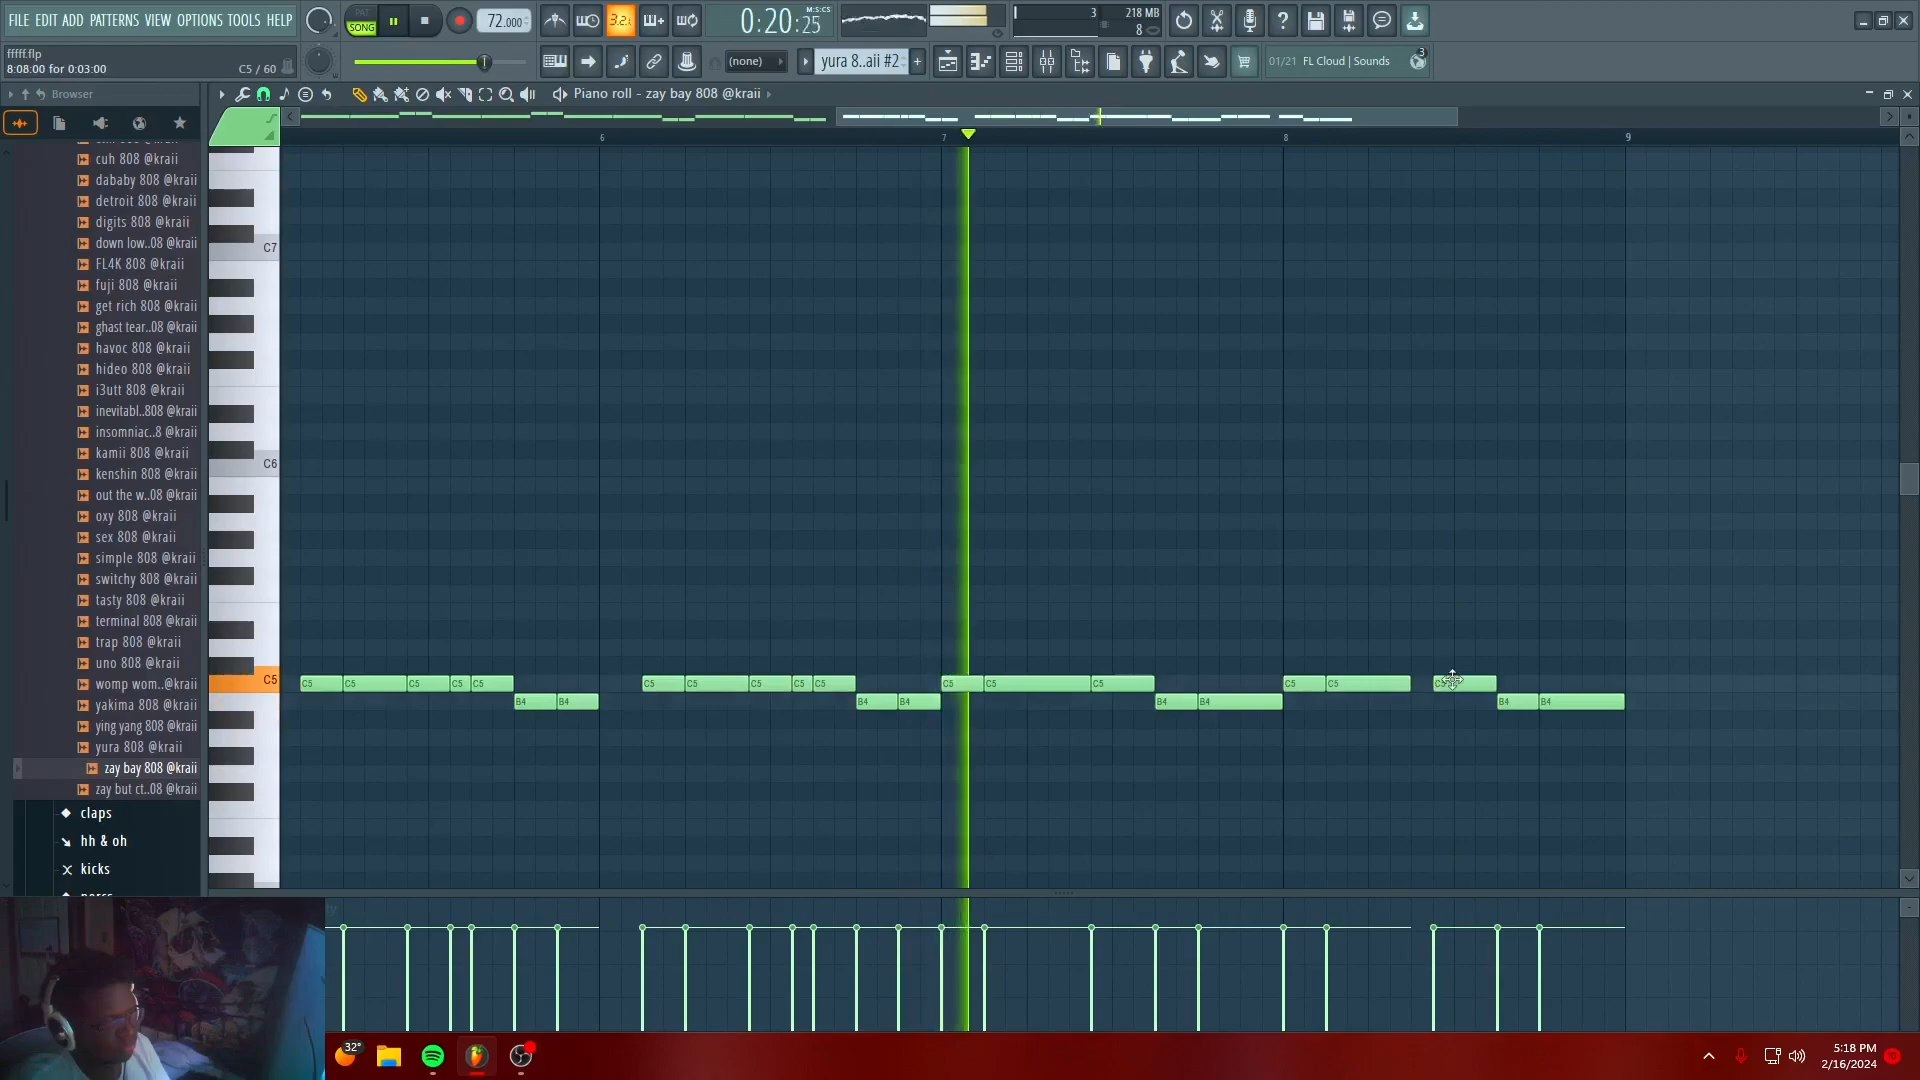 FILE EDIT ADD PATTERNS VIEW OPTIONS TOOLS HELP
PAT
SONG
72.000
3.2.
0:20:25
M:S:CS
3
218 MB
8
fffff.flp
8:08:00 for 0:03:00
C5 / 60
(none)
yura 8..aii #2
01/21 FL Cloud | Sounds
3
Browser
Piano roll - zay bay 808 @kraii
cuh 808 @kraii
dababy 808 @kraii
detroit 808 @kraii
digits 808 @kraii
down low..08 @kraii
FL4K 808 @kraii
fuji 808 @kraii
get rich 808 @kraii
ghast tear..08 @kraii
havoc 808 @kraii
hideo 808 @kraii
i3utt 808 @kraii
inevitabl..808 @kraii
insomniac..8 @kraii
kamii 808 @kraii
kenshin 808 @kraii
out the w..08 @kraii
oxy 808 @kraii
sex 808 @kraii
simple 808 @kraii
switchy 808 @kraii
tasty 808 @kraii
terminal 808 @kraii
trap 808 @kraii
uno 808 @kraii
womp wom..08 @kraii
yakima 808 @kraii
ying yang 808 @kraii
yura 808 @kraii
zay bay 808 @kraii
zay but ct..08 @kraii
claps
hh & oh
kicks
6 7 8 9
C7
C6
C5
C5 C5 C5 C5 C5 C5 C5 C5 C5 C5 C5 C5 C5 C5 C5
B4 B4 B4 B4 B4 B4 B4 B4
32°
5:18 PM
2/16/2024